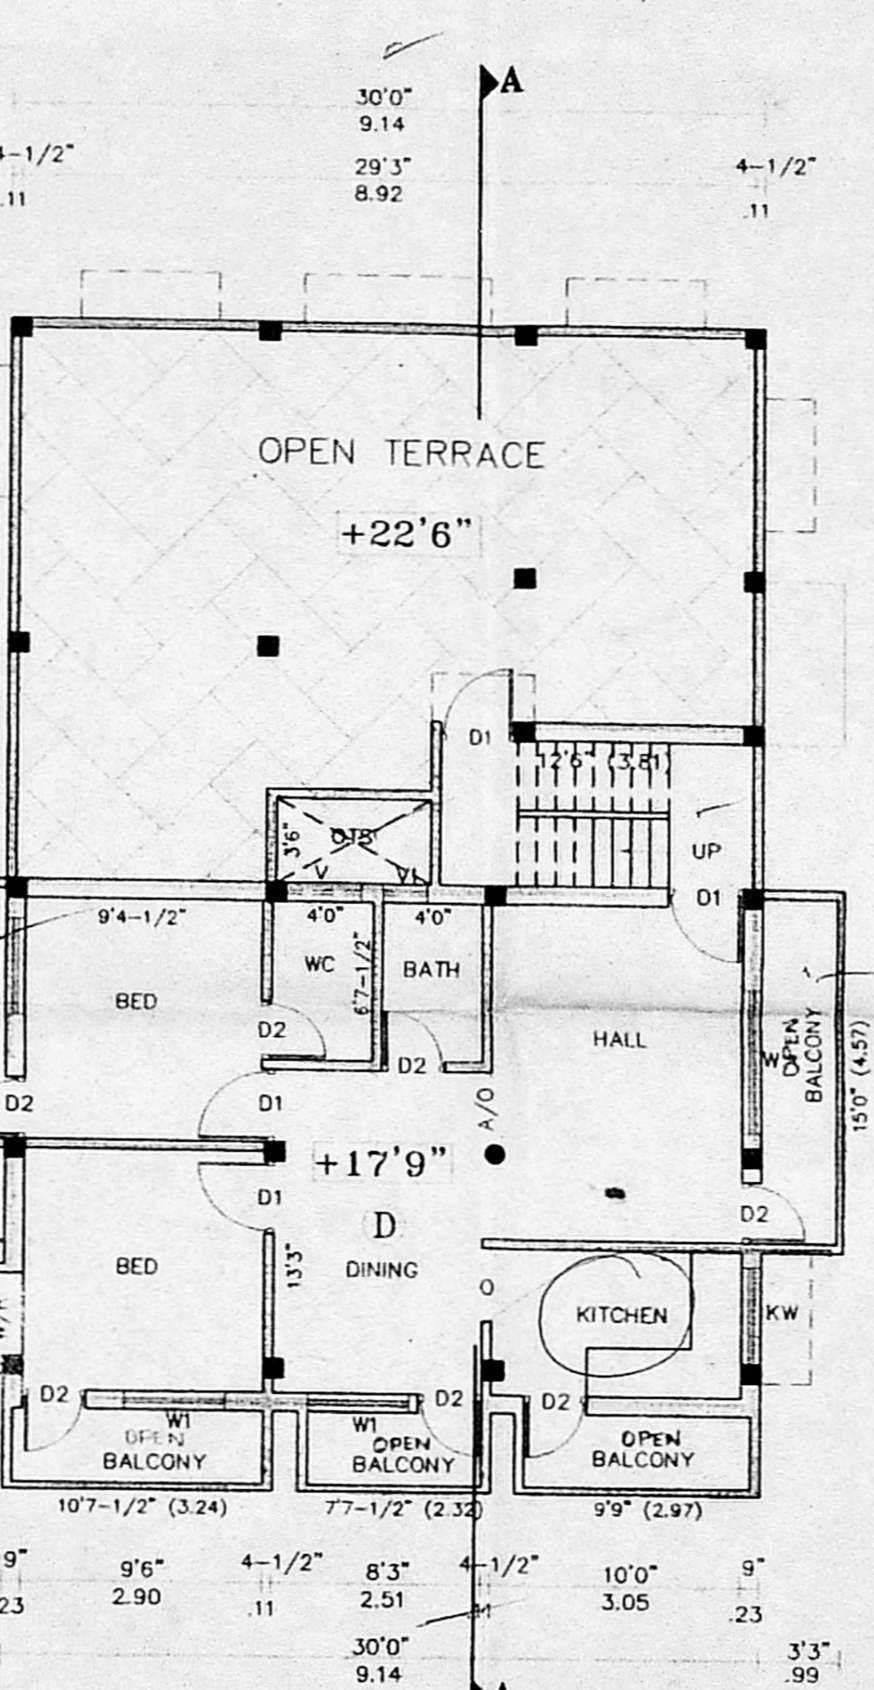 A
30'0"
9.14
29'3"
8.92
4-1/2"
.11
4-1/2"
.11
OPEN TERRACE
+22'6"
D1
12'6" (3.81)
3'6"
OTS
V
V1
UP
D1
9'4-1/2"
4'0"
4'0"
WC
6'7-1/2"
BATH
BED
D2
D2
HALL
W
OPEN
BALCONY
15'0" (4.57)
D2
D1
A/O
+17'9"
D1
D
D2
BED
13'3"
DINING
O
KITCHEN
KW
D2
D2
D2
W1
OPEN
BALCONY
W1
OPEN
BALCONY
OPEN
BALCONY
10'7-1/2" (3.24)
7'7-1/2" (2.32)
9'9" (2.97)
9"
9'6"
4-1/2"
8'3"
4-1/2"
10'0"
9"
23
2.90
.11
2.51
.11
3.05
.23
30'0"
9.14
3'3"
.99